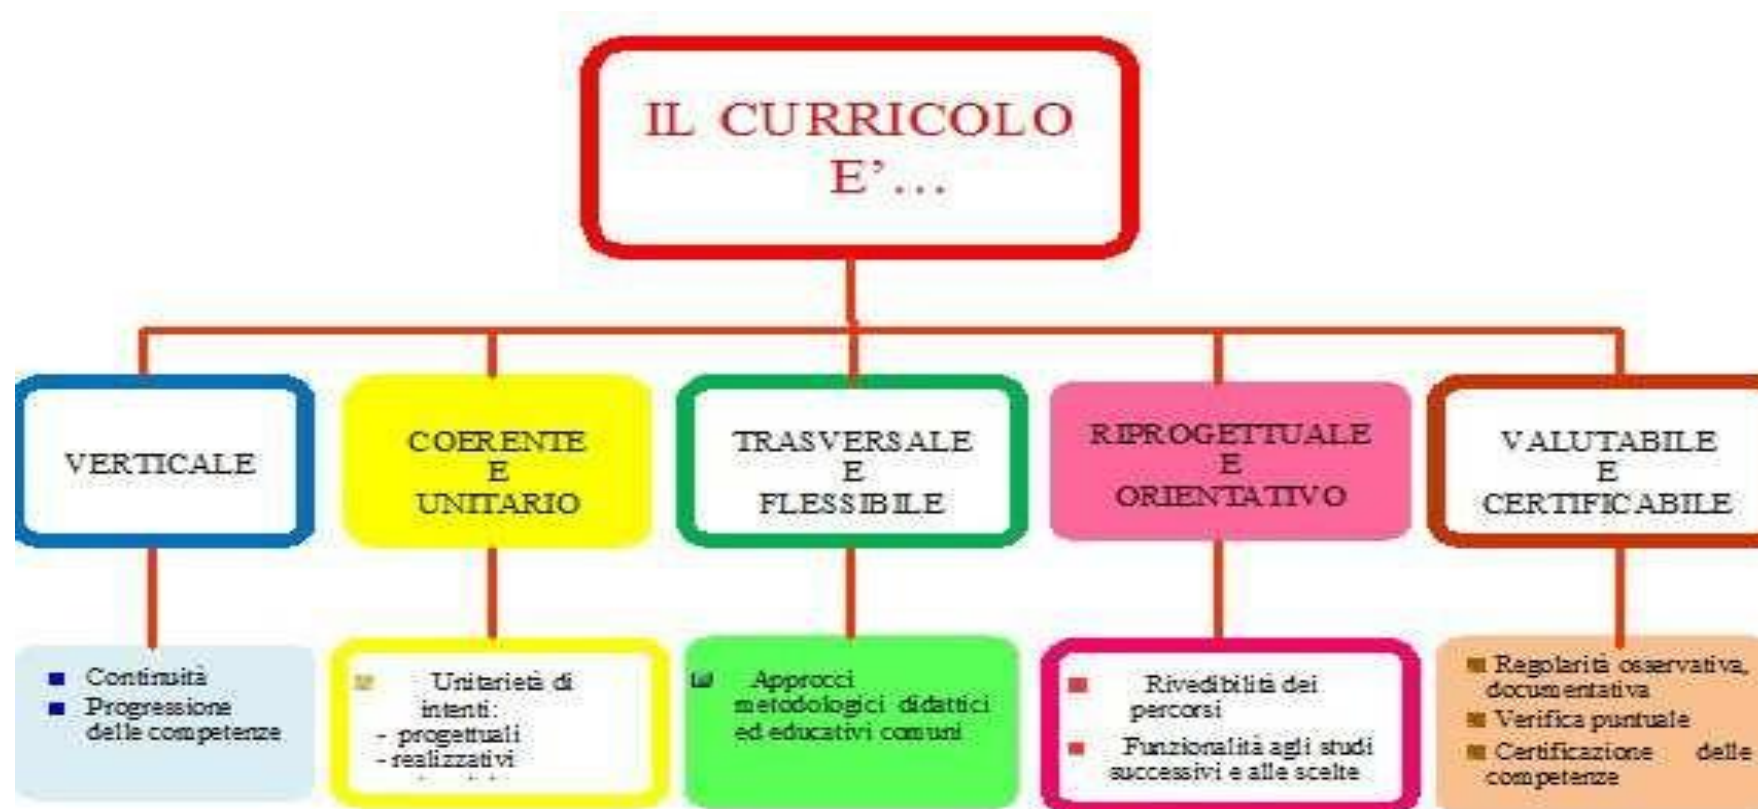 IL CURRICOLO
E’...
VERTICALE
COERENTE
E
UNITARIO
TRASVERSALE
E
FLESSIBILE
RIPROGETTUALE
E
ORIENTATIVO
VALUTABILE
E
CERTIFICABILE
Continuità
Progressione
delle competenze
Unitarietà di
intenti:
- progettuali
- realizzativi
Approcci
metodologici didattici
ed educativi comuni
Rivedibilità dei
percorsi
Funzionalità agli studi
successivi e alle scelte
Regolarità osservativa,
documentativa
Verifica puntuale
Certificazione delle
competenze